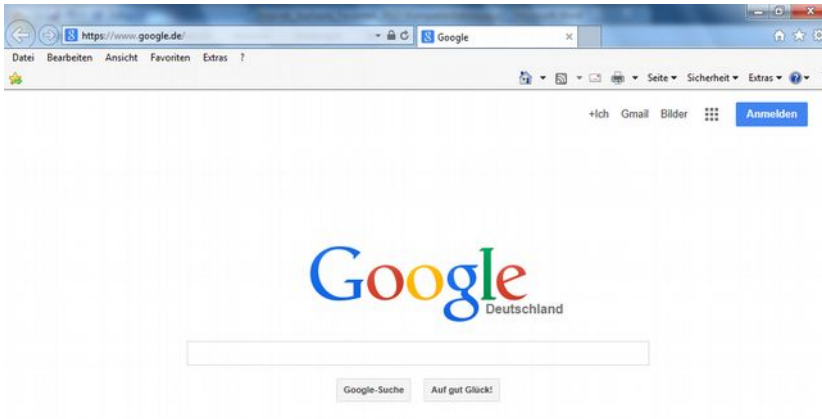 https://www.google.de/ Google
Datei Bearbeiten Ansicht Favoriten Extras ?
Seite Sicherheit Extras
+Ich Gmail Bilder Anmelden
Google
Deutschland
Google-Suche Auf gut Glück!